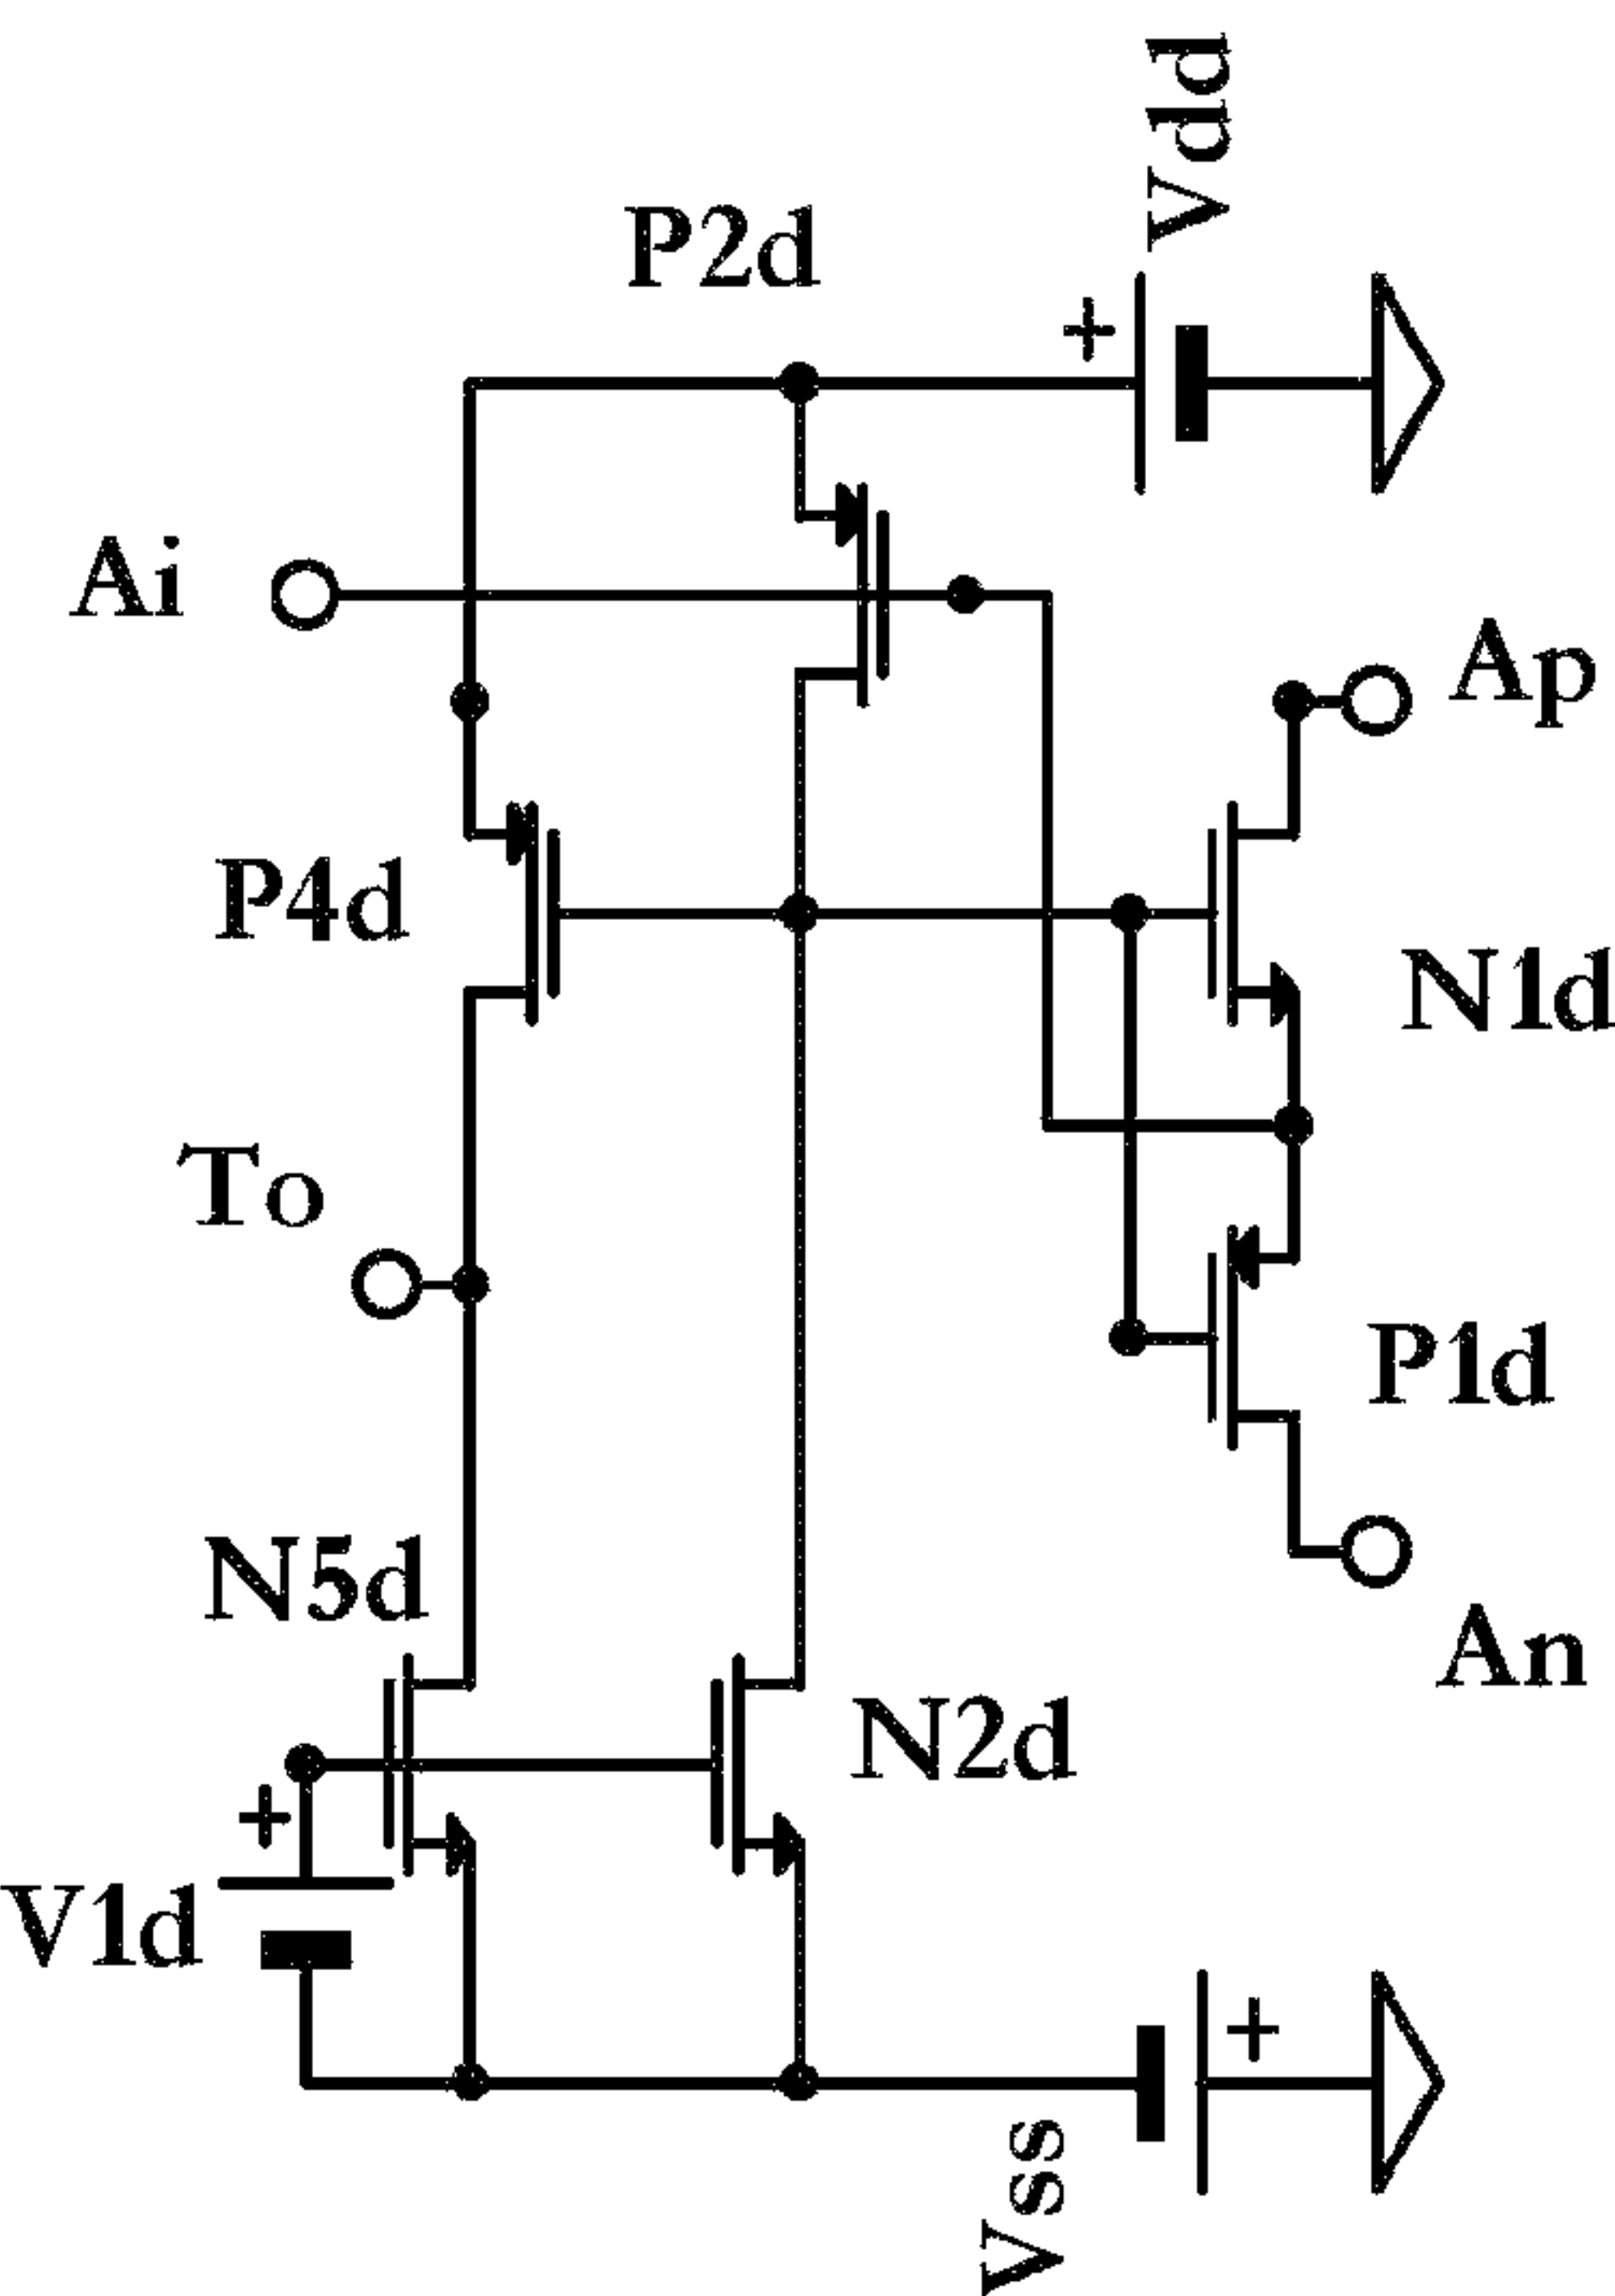 Vdd
P2d
+
Ai
Ap
P4d
N1d
To
P1d
N5d
An
N2d
+
V1d
+
Vss